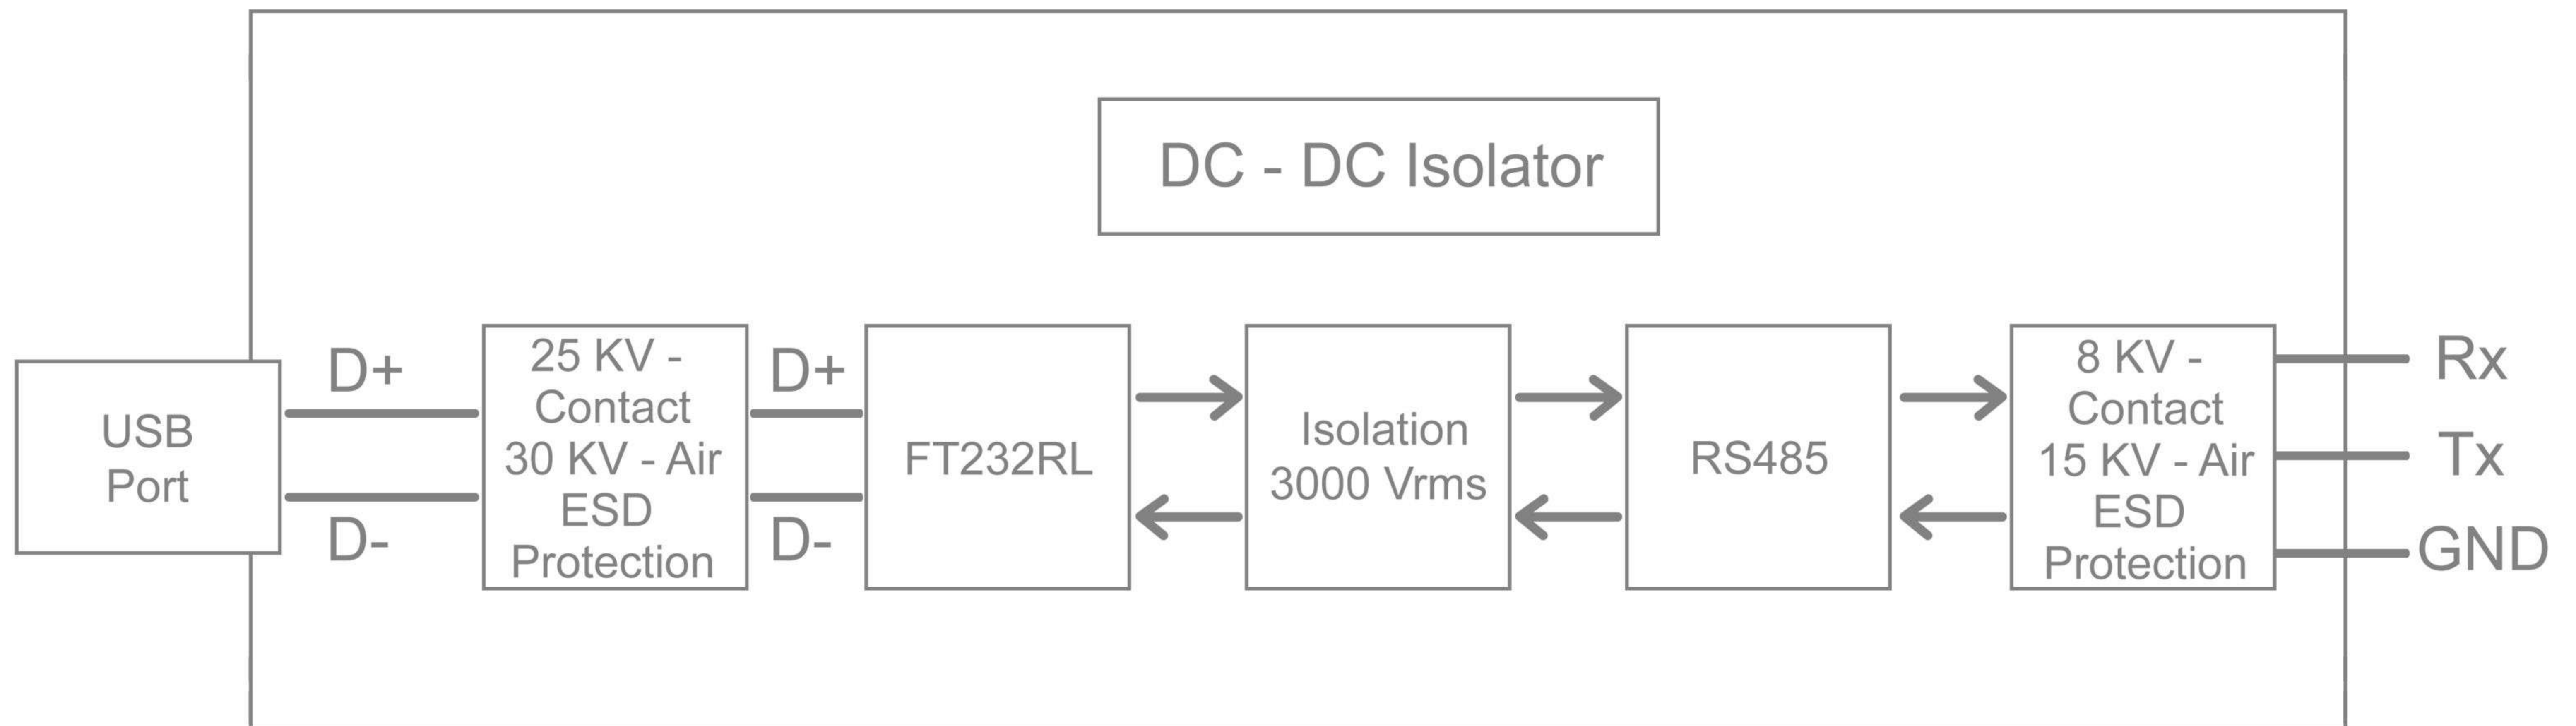 DC - DC Isolator
USB
Port
D+
D-
25 KV -
Contact
30 KV - Air
ESD
Protection
D+
D-
FT232RL
Isolation
3000 Vrms
RS485
8 KV -
Contact
15 KV - Air
ESD
Protection
Rx
Tx
GND